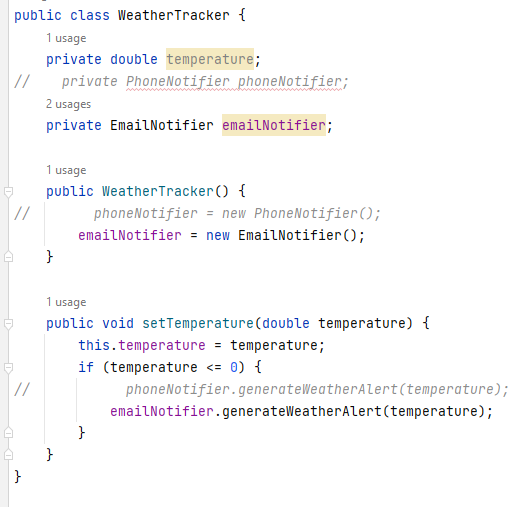 public class WeatherTracker {
1 usage
private double temperature;
//    private PhoneNotifier phoneNotifier;
2 usages
private EmailNotifier emailNotifier;
1 usage
public WeatherTracker() {
//        phoneNotifier = new PhoneNotifier();
emailNotifier = new EmailNotifier();
}
1 usage
public void setTemperature(double temperature) {
this.temperature = temperature;
if (temperature <= 0) {
//            phoneNotifier.generateWeatherAlert(temperature);
emailNotifier.generateWeatherAlert(temperature);
}
}
}